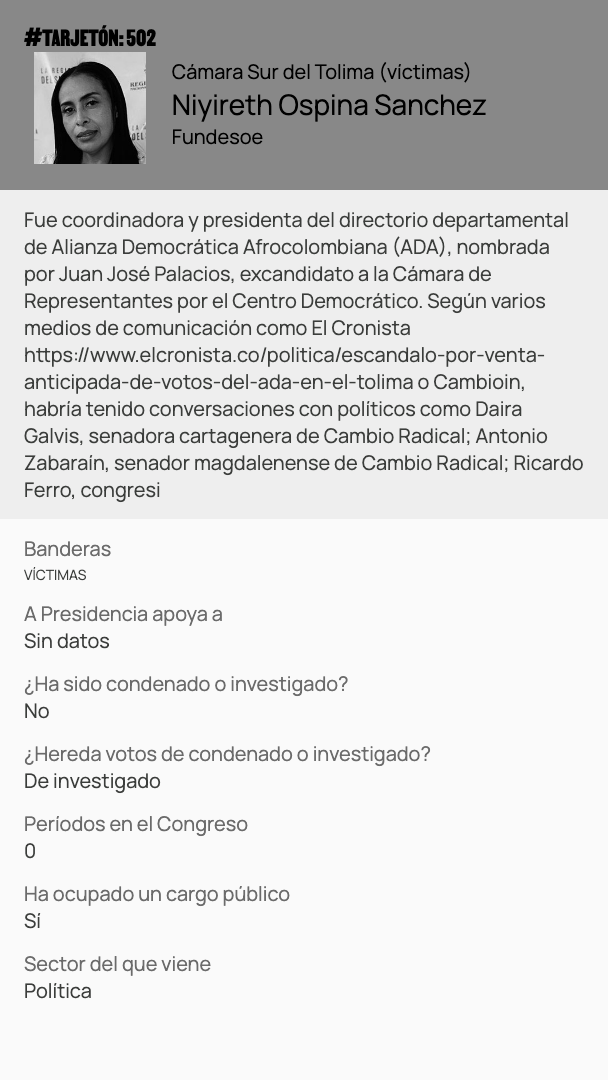 #TARJETÓN: 502
Cámara Sur del Tolima (víctimas)
Niyireth Ospina Sanchez
Fundesoe
Fue coordinadora y presidenta del directorio departamental
de Alianza Democrática Afrocolombiana (ADA), nombrada
por Juan José Palacios, excandidato a la Cámara de
Representantes por el Centro Democrático. Según varios
medios de comunicación como El Cronista
https://www.elcronista.co/politica/escandalo-por-venta-
anticipada-de-votos-del-ada-en-el-tolima o Cambioin,
habría tenido conversaciones con políticos como Daira
Galvis, senadora cartagenera de Cambio Radical; Antonio
Zabaraín, senador magdalenense de Cambio Radical; Ricardo
Ferro, congresi
Banderas
VÍCTIMAS
A Presidencia apoya a
Sin datos
¿Ha sido condenado o investigado?
No
¿Hereda votos de condenado o investigado?
De investigado
Períodos en el Congreso
0
Ha ocupado un cargo público
Sí
Sector del que viene
Política